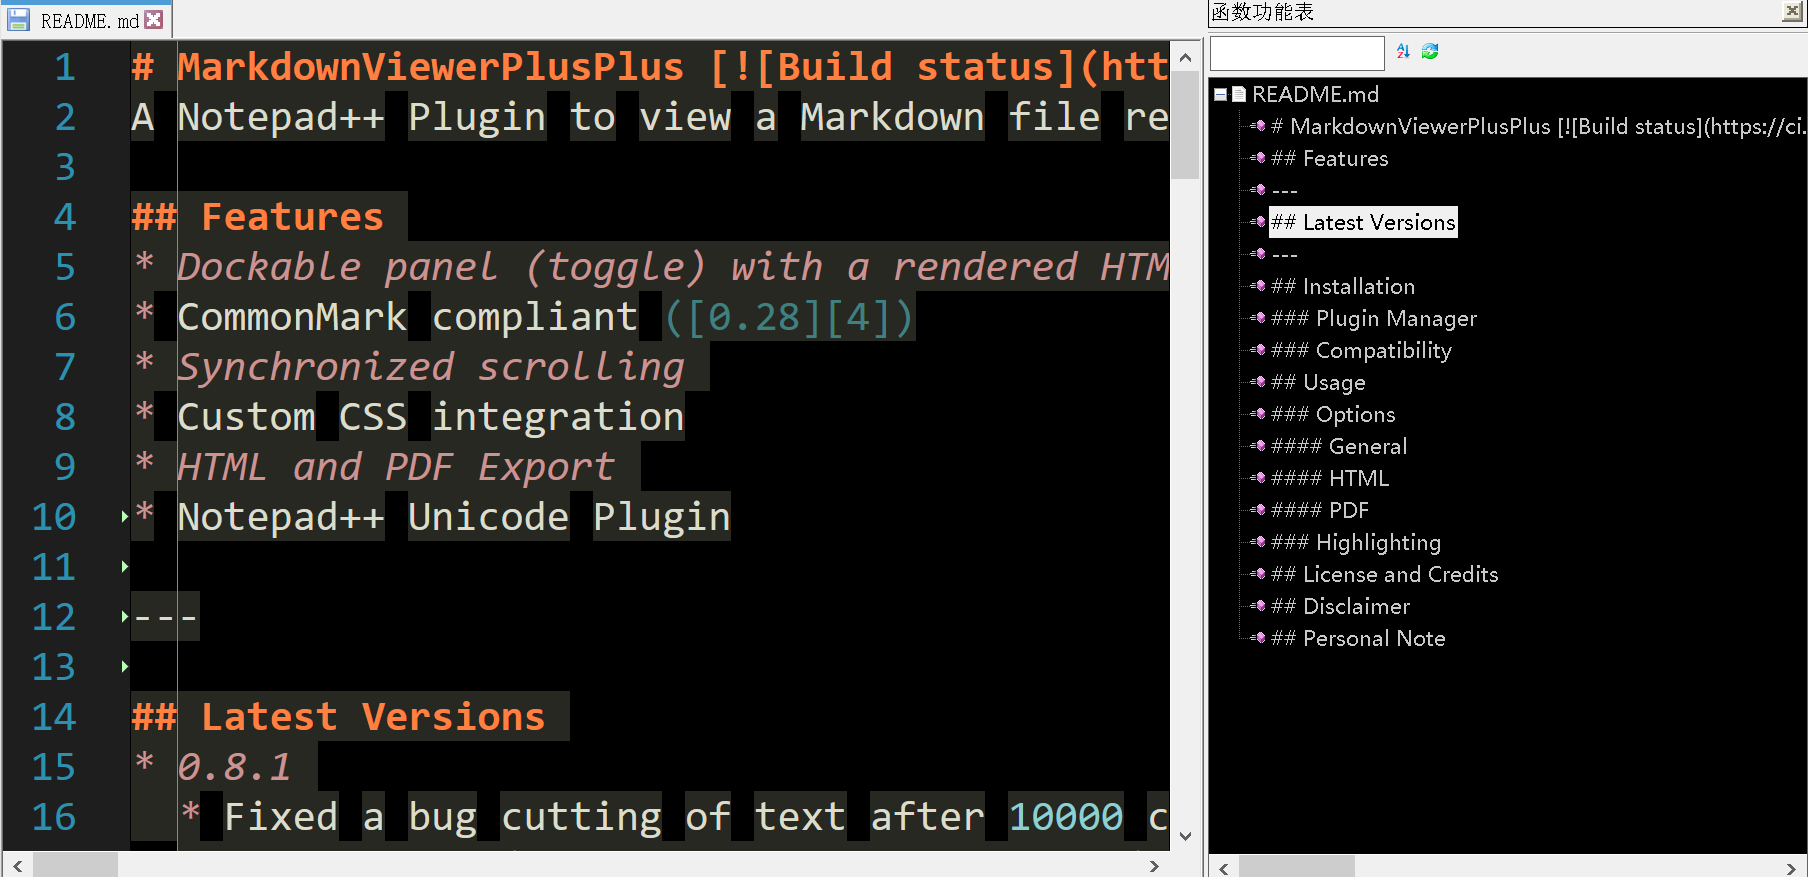 README.md
1 # MarkdownViewerPlusPlus [![Build status](htt
2 A Notepad++ Plugin to view a Markdown file re
3
4 ## Features
5 * Dockable panel (toggle) with a rendered HTM
6 * CommonMark compliant ([0.28][4])
7 * Synchronized scrolling
8 * Custom CSS integration
9 * HTML and PDF Export
10 * Notepad++ Unicode Plugin
11
12 ---
13
14 ## Latest Versions
15 * 0.8.1
16 * Fixed a bug cutting of text after 10000 c
函数功能表
README.md
# MarkdownViewerPlusPlus [![Build status](https://ci.
## Features
---
## Latest Versions
---
## Installation
### Plugin Manager
### Compatibility
## Usage
### Options
#### General
#### HTML
#### PDF
### Highlighting
## License and Credits
## Disclaimer
## Personal Note